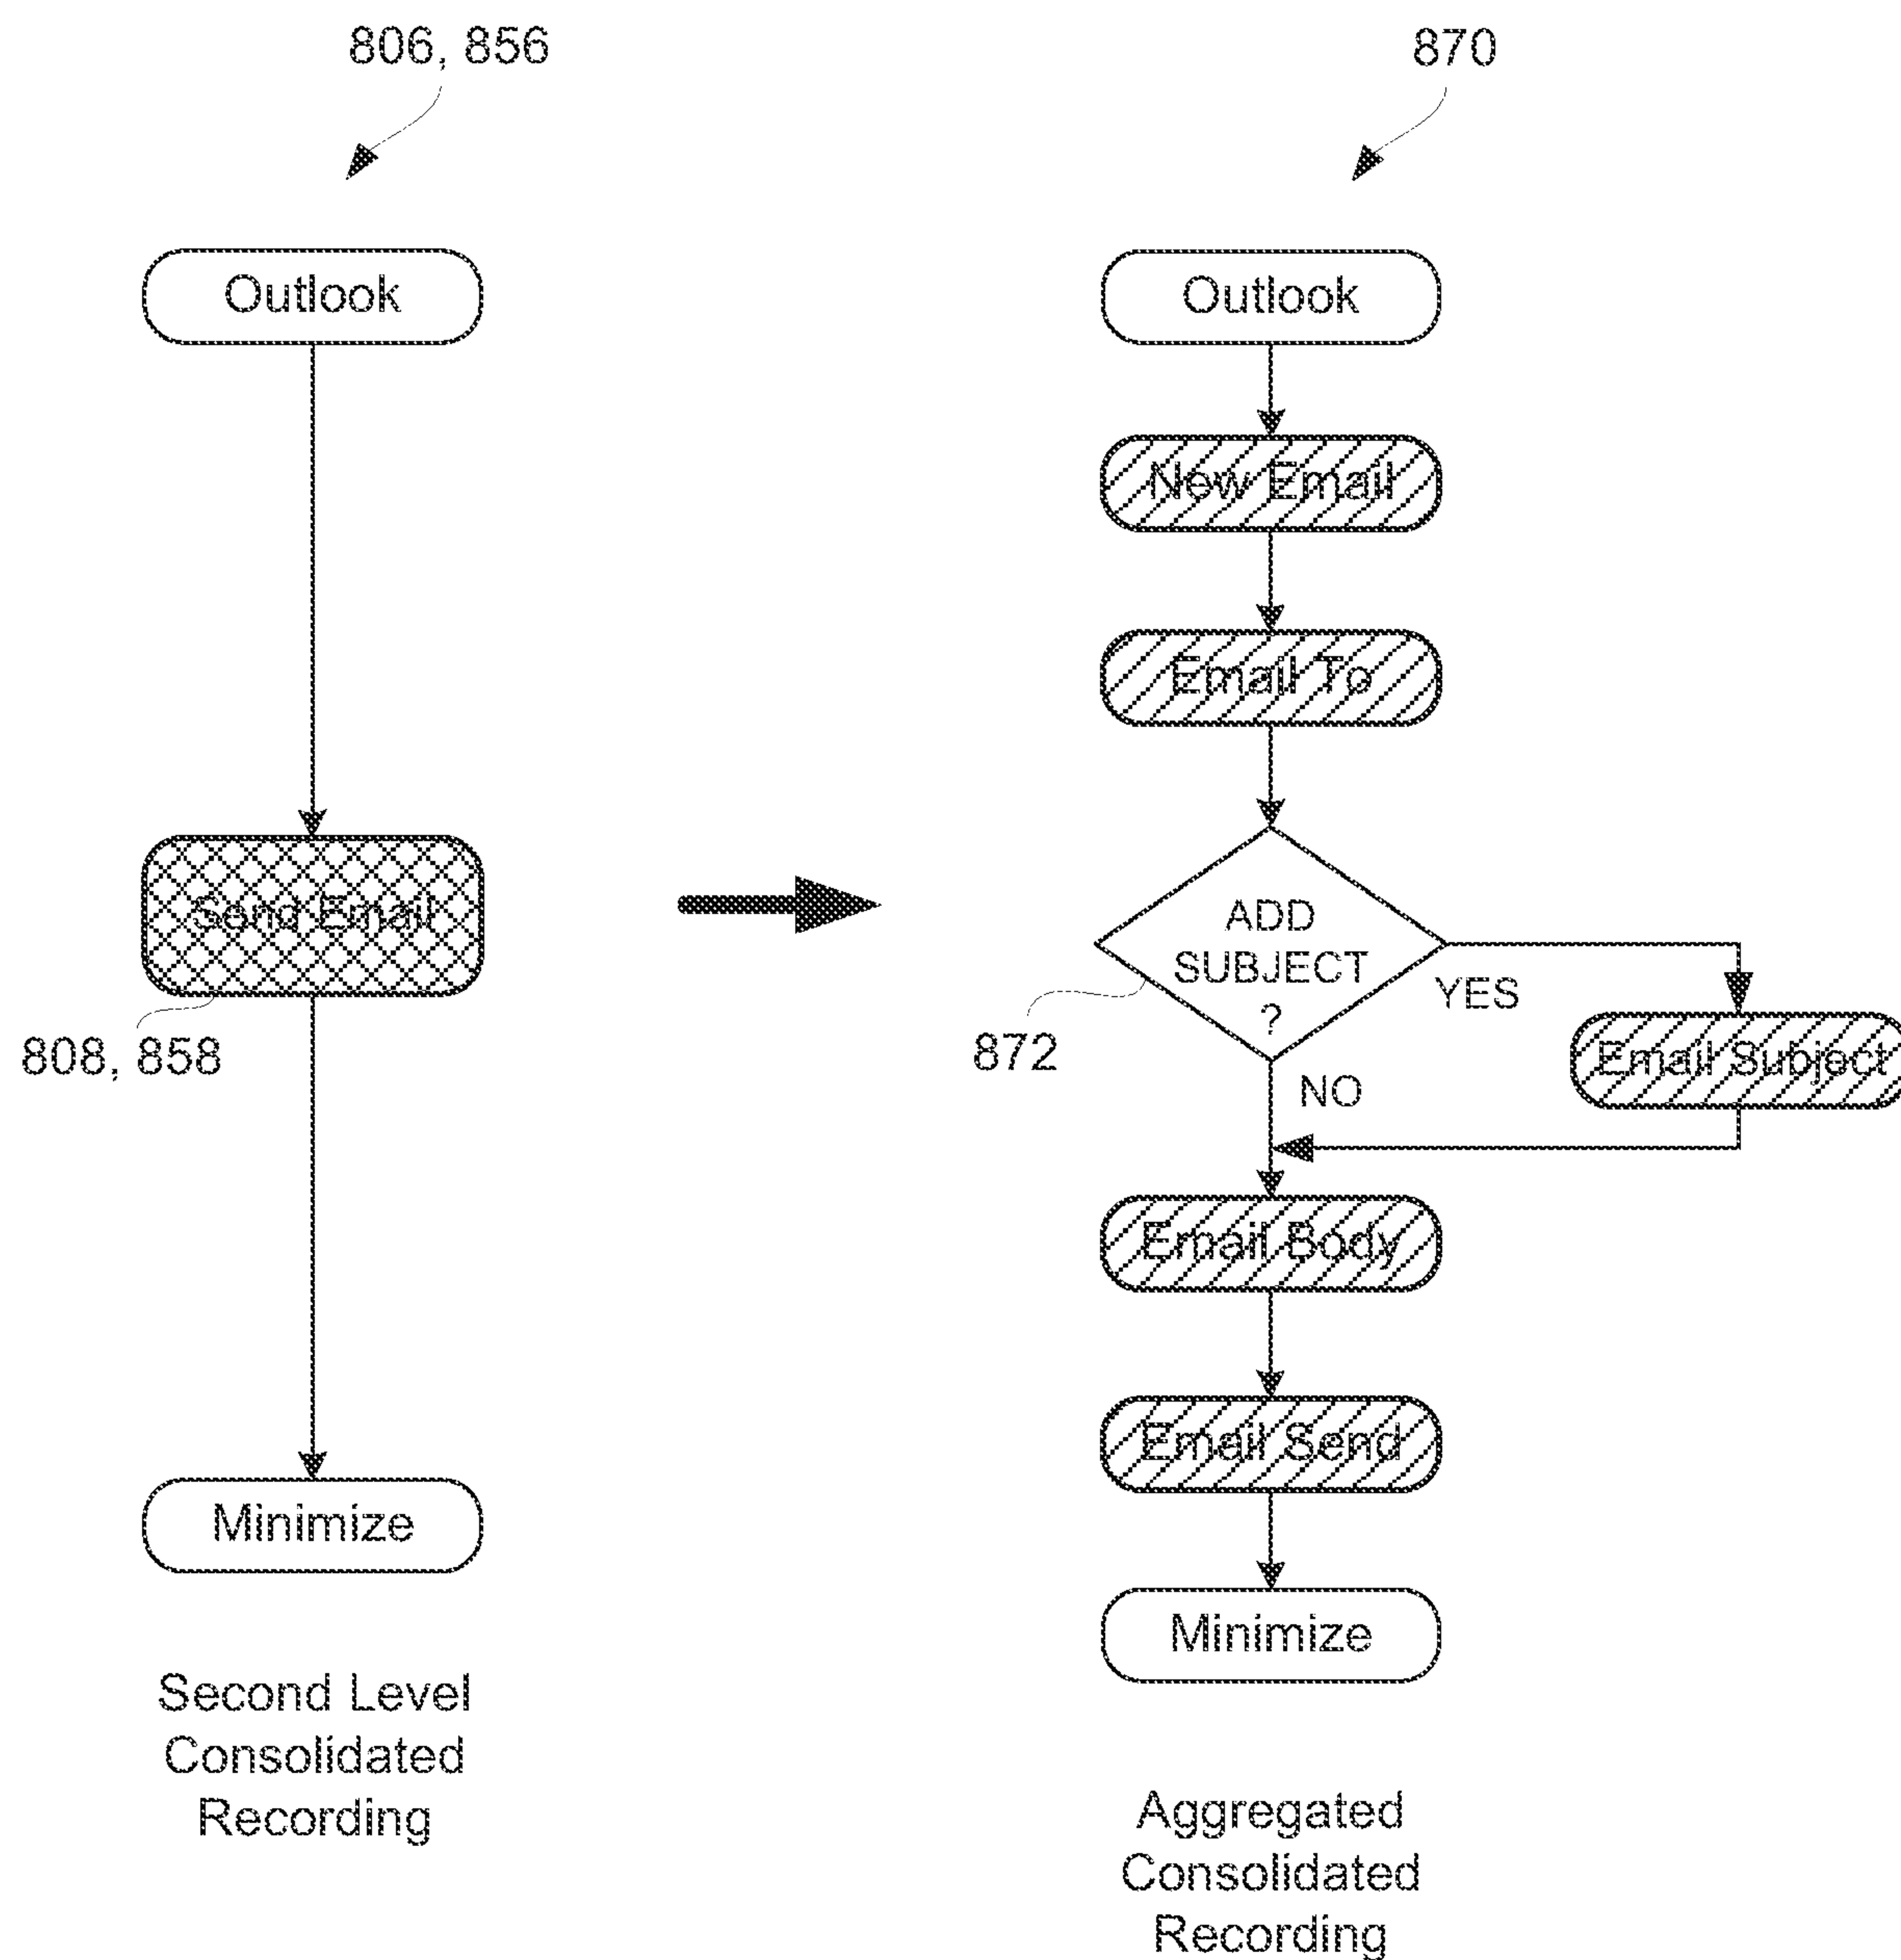 806, 856
Outlook
Send Email
808, 858
Minimize
Second Level
Consolidated
Recording
870
Outlook
New Email
Email To
ADD
SUBJECT
?
872
YES
NO
Email Subject
Email Body
Email Send
Minimize
Aggregated
Consolidated
Recording